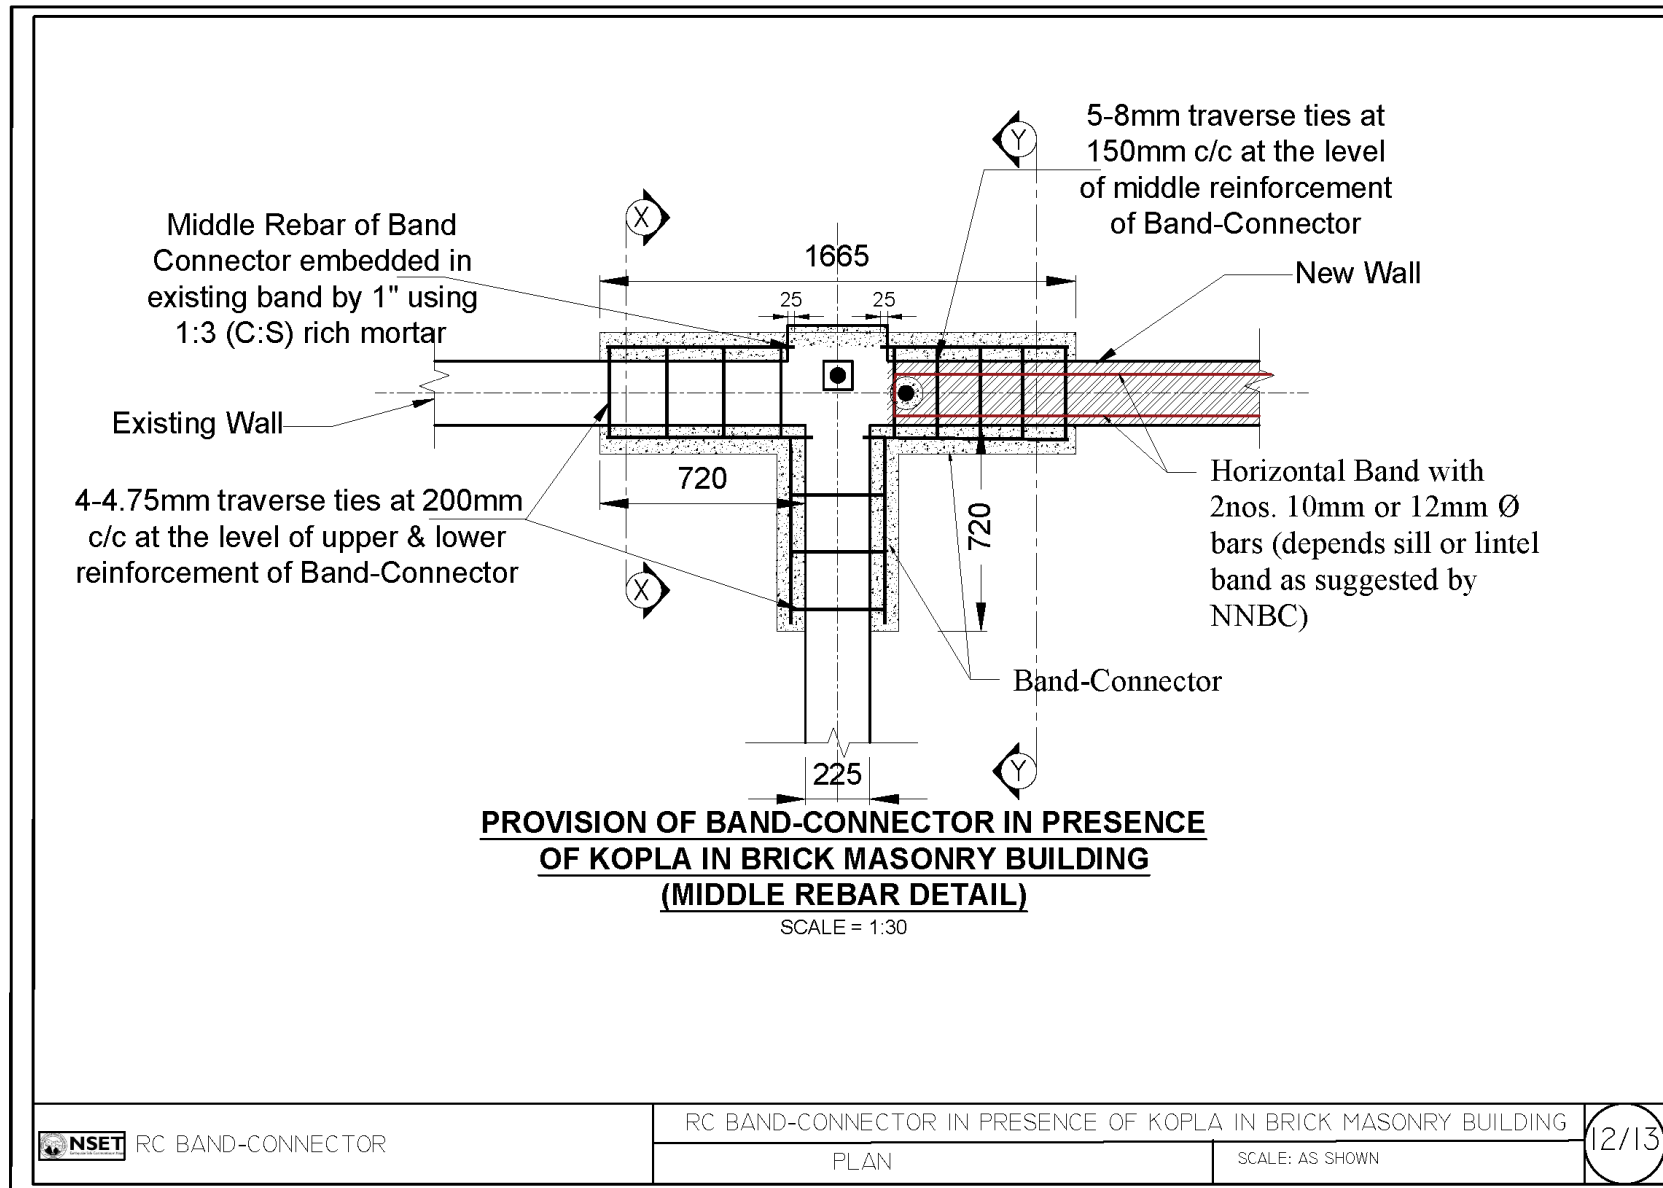 5-8mm traverse ties at
150mm c/c at the level
of middle reinforcement
of Band-Connector
Y
X
Middle Rebar of Band
Connector embedded in
existing band by 1" using
1:3 (C:S) rich mortar
1665
New Wall
25
25
Existing Wall
720
4-4.75mm traverse ties at 200mm
c/c at the level of upper & lower
reinforcement of Band-Connector
720
Horizontal Band with
2nos. 10mm or 12mm Ø
bars (depends sill or lintel
band as suggested by
NNBC)
X
Band-Connector
225
Y
PROVISION OF BAND-CONNECTOR IN PRESENCE
OF KOPLA IN BRICK MASONRY BUILDING
(MIDDLE REBAR DETAIL)
SCALE = 1:30
NSET
RC BAND-CONNECTOR
RC BAND-CONNECTOR IN PRESENCE OF KOPLA IN BRICK MASONRY BUILDING
PLAN
SCALE: AS SHOWN
12/13